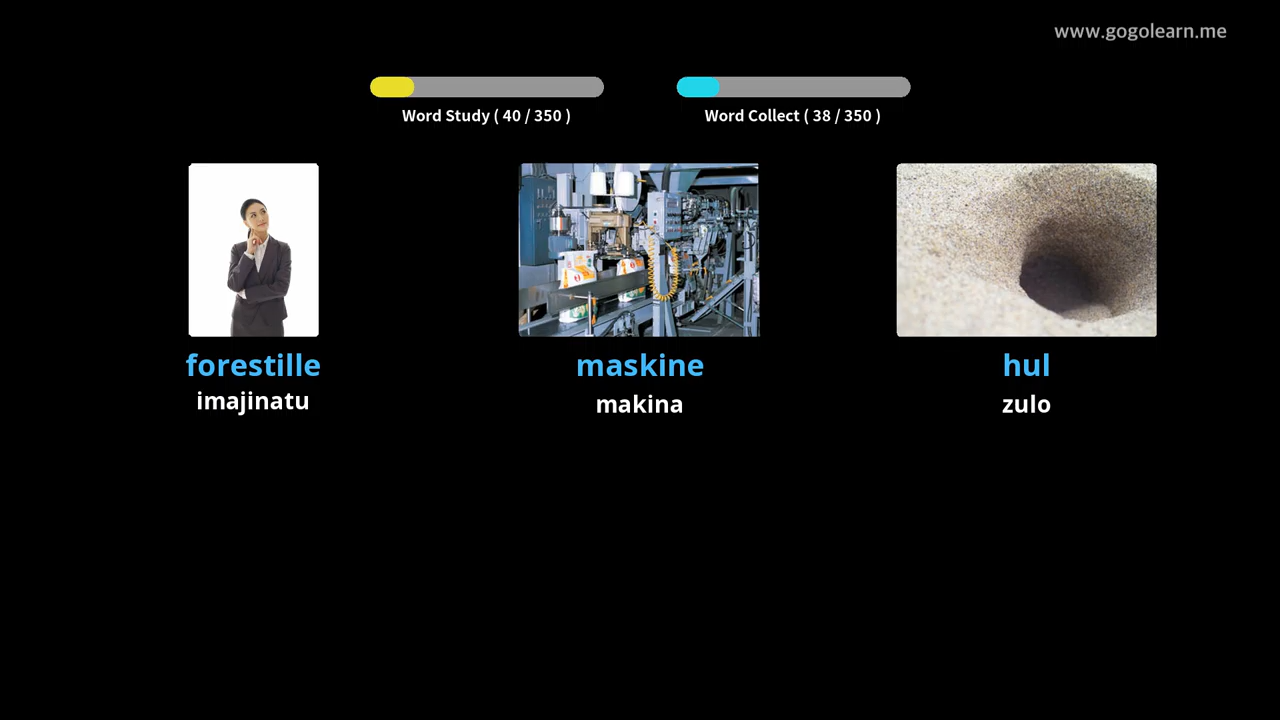 www.gogolearn.me
Word Study ( 40 / 350 )
Word Collect ( 38 / 350 )
forestille
imajinatu
maskine
makina
hul
zulo